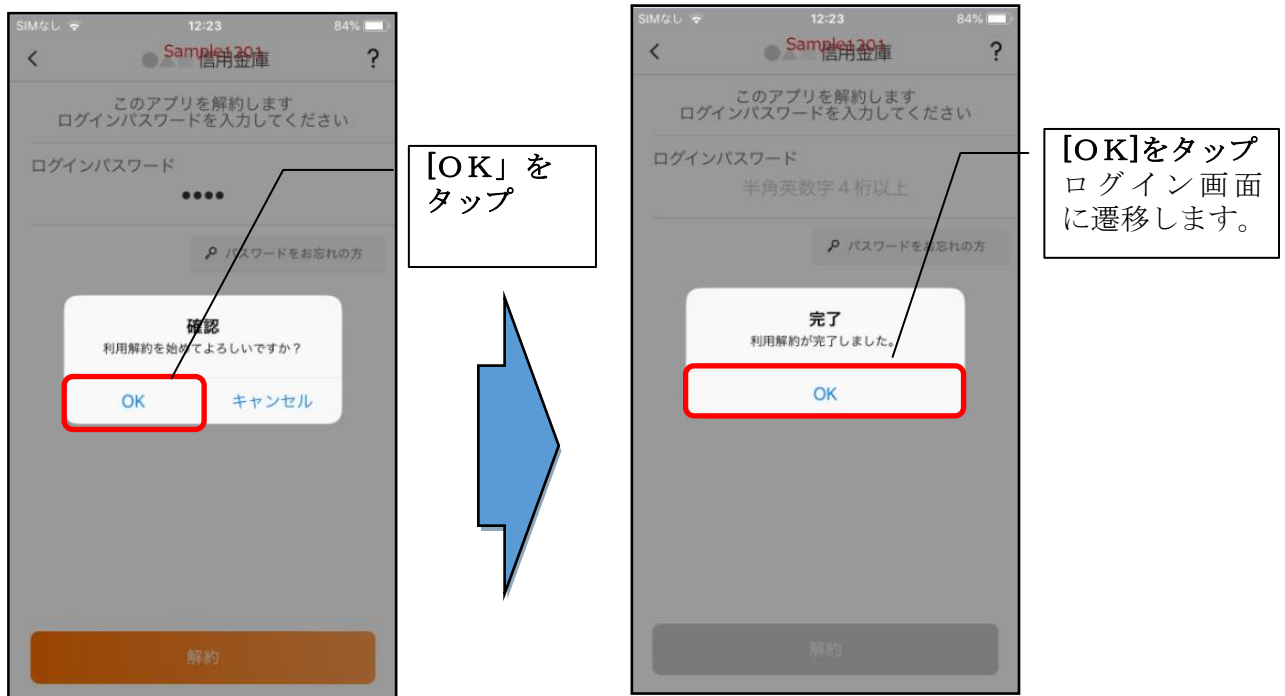 SIMなし 12:23 84%
Sample1201
信用金庫 ?
このアプリを解約します
ログインパスワードを入力してください
ログインパスワード
••••
パスワードをお忘れの方
確認
利用解約を始めてよろしいですか？
OK キャンセル
解約
[OK」を
タップ
SIMなし 12:23 84%
Sample1201
信用金庫 ?
このアプリを解約します
ログインパスワードを入力してください
ログインパスワード
半角英数字４桁以上
パスワードをお忘れの方
完了
利用解約が完了しました。
OK
解約
[OK]をタップ
ログイン画面
に遷移します。